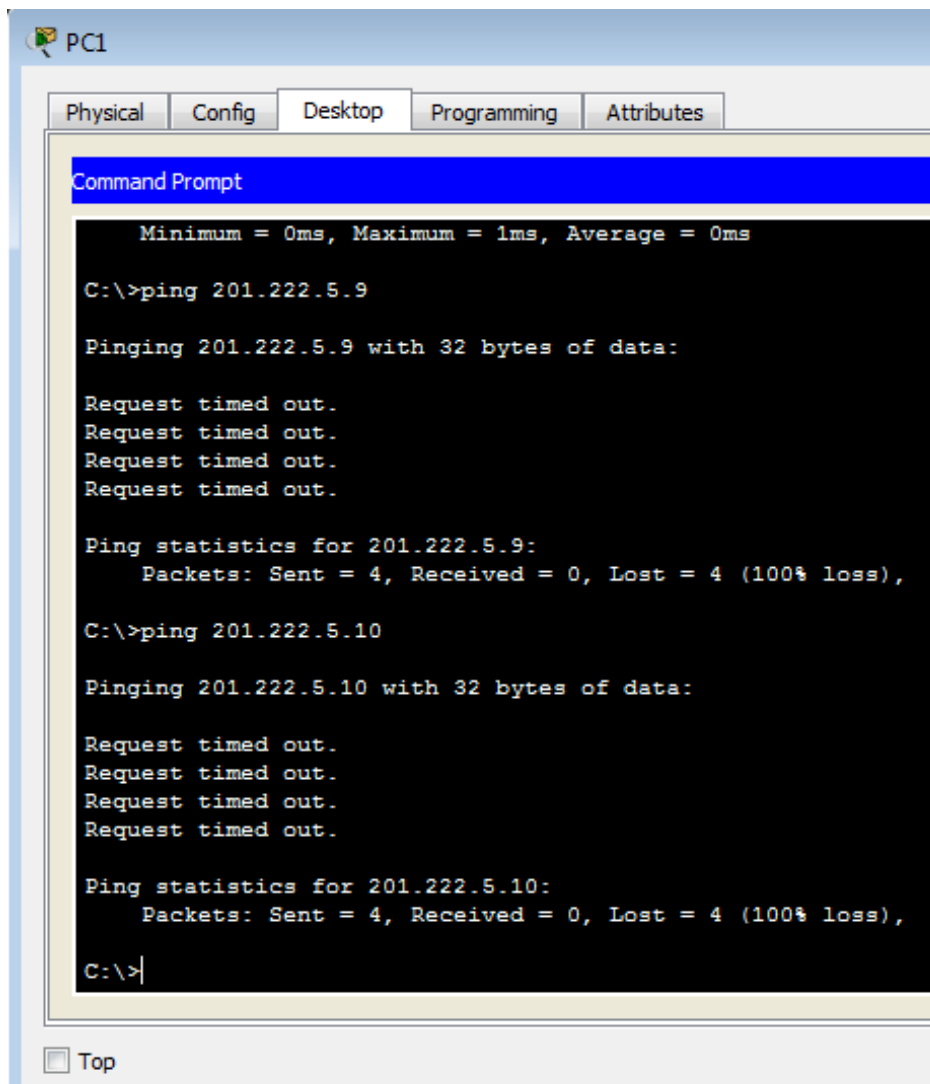 PC1
Physical Config Desktop Programming Attributes
Command Prompt
Minimum = 0ms, Maximum = 1ms, Average = 0ms
C:\>ping 201.222.5.9
Pinging 201.222.5.9 with 32 bytes of data:
Request timed out.
Request timed out.
Request timed out.
Request timed out.
Ping statistics for 201.222.5.9:
Packets: Sent = 4, Received = 0, Lost = 4 (100% loss),
C:\>ping 201.222.5.10
Pinging 201.222.5.10 with 32 bytes of data:
Request timed out.
Request timed out.
Request timed out.
Request timed out.
Ping statistics for 201.222.5.10:
Packets: Sent = 4, Received = 0, Lost = 4 (100% loss),
C:\>
Top